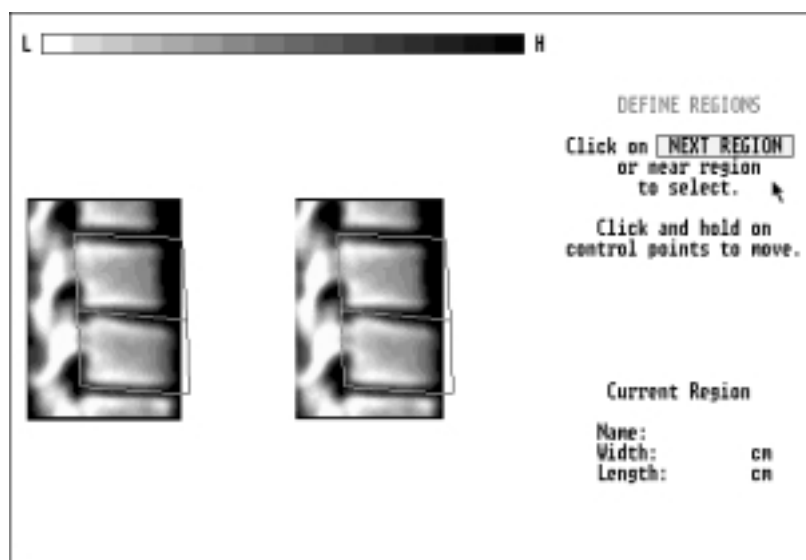 L H
DEFINE REGIONS
Click on NEXT REGION
or near region
to select.
Click and hold on
control points to move.
Current Region
Name:
Width: cm
Length: cm